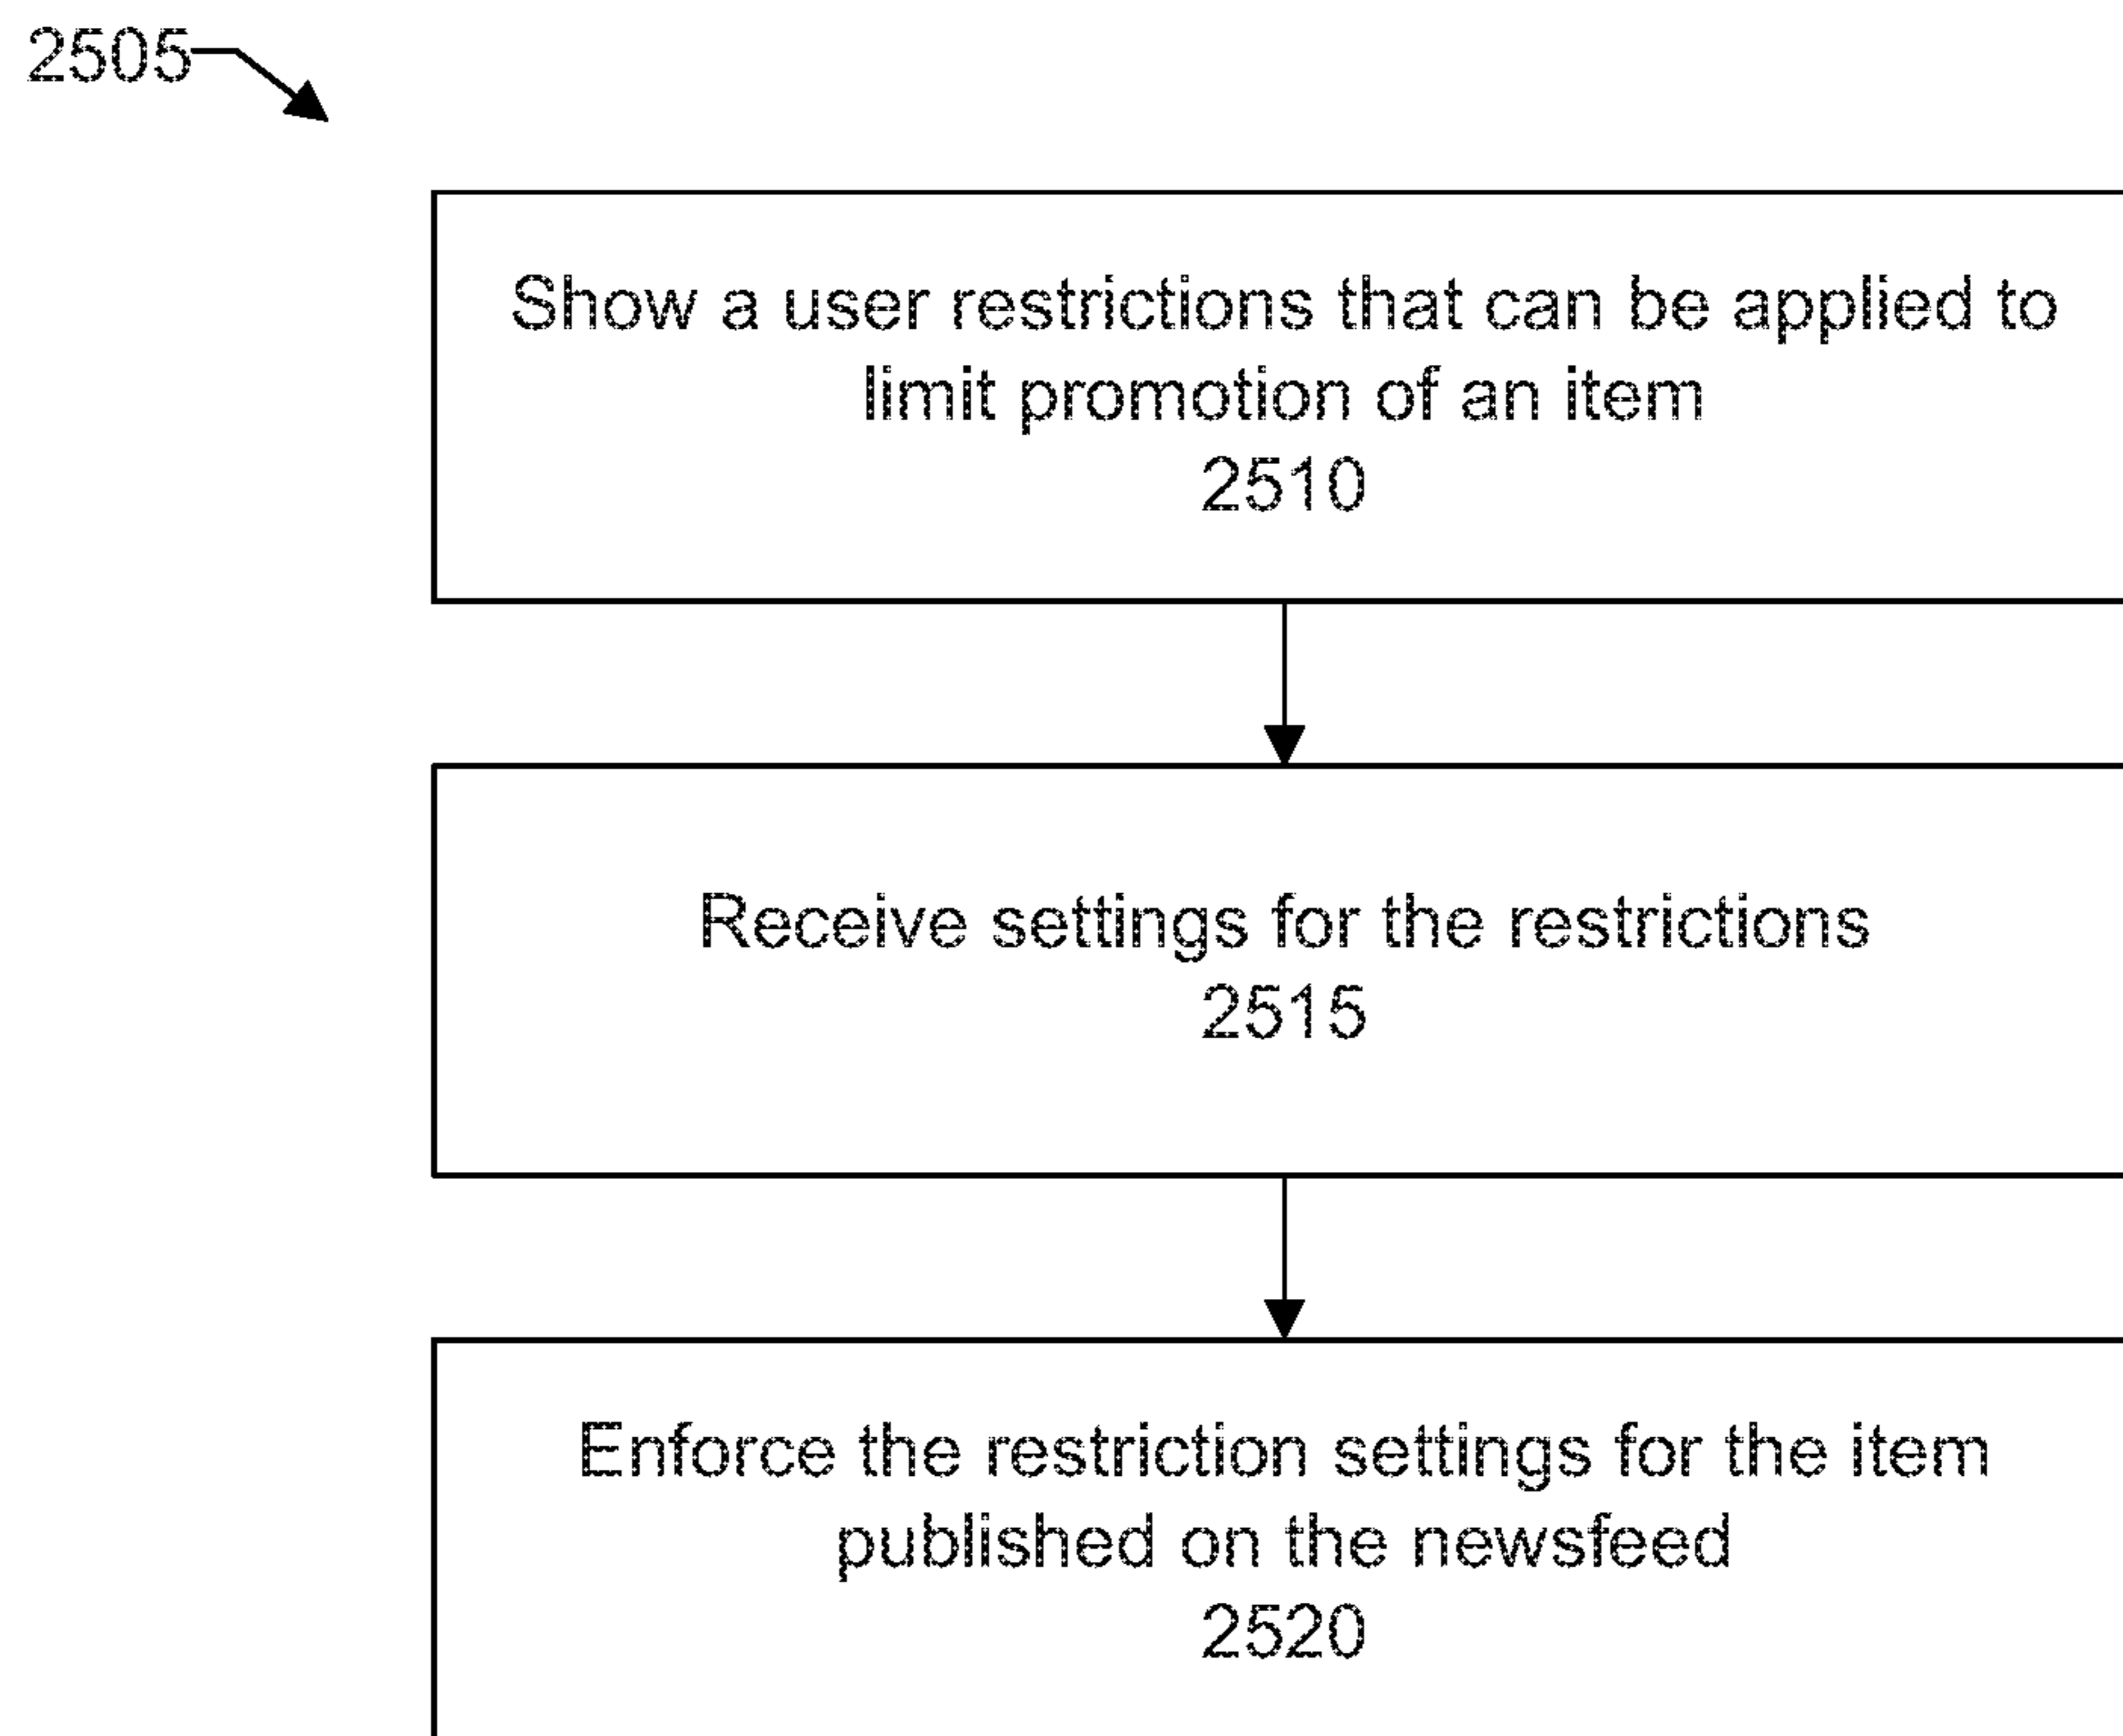 2505
Show a user restrictions that can be applied to
limit promotion of an item
2510
Receive settings for the restrictions
2515
Enforce the restriction settings for the item
published on the newsfeed
2520